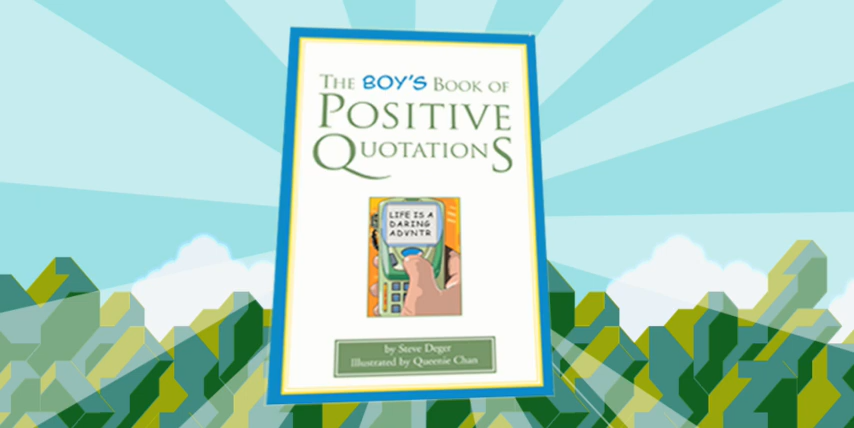 THE BOY'S BOOK OF
POSITIVE
QUOTATIONS
LIFE IS A
DARING
ADVNTR
by Steve Deger
Illustrated by Queenie Chan